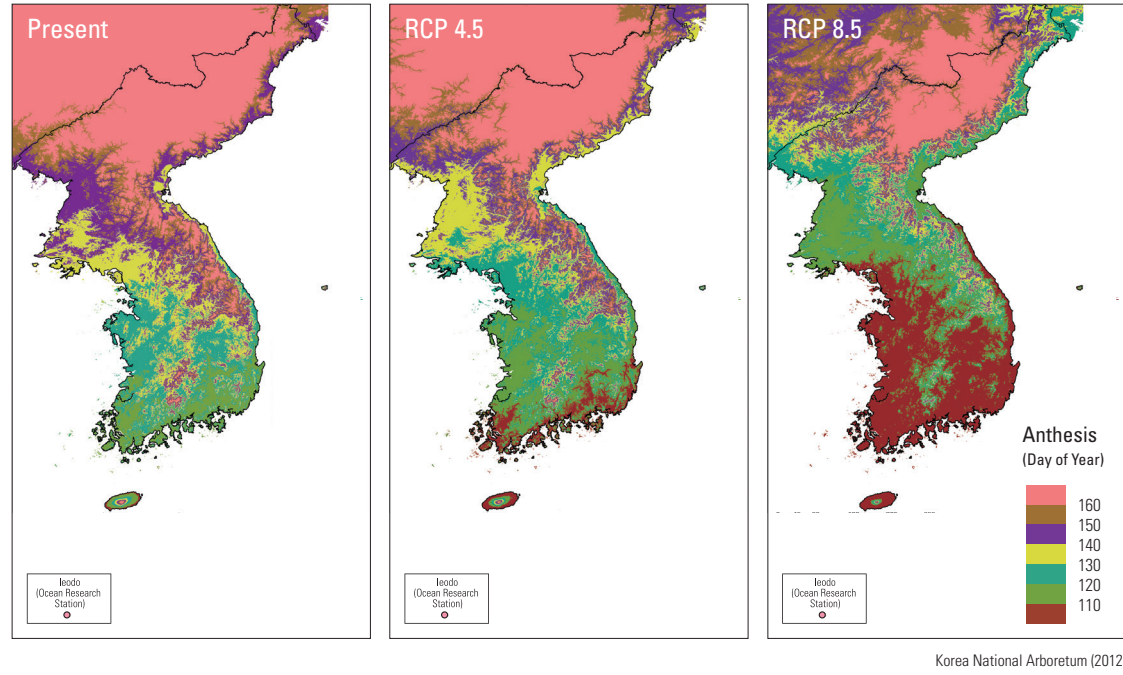 Present
RCP 4.5
RCP 8.5
Anthesis
(Day of Year)
160
150
140
130
120
110
Ieodo
(Ocean Research
Station)
Ieodo
(Ocean Research
Station)
Ieodo
(Ocean Research
Station)
Korea National Arboretum (2012